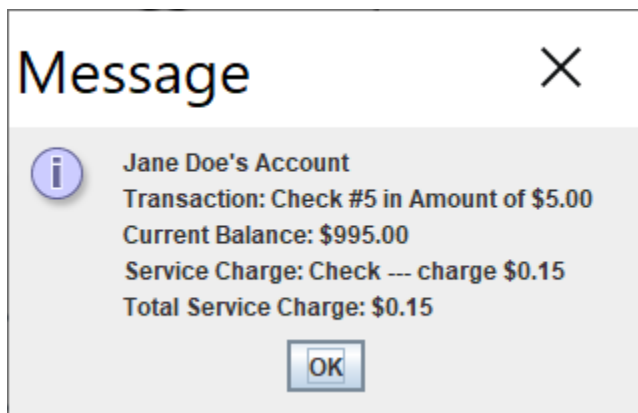 Message
Jane Doe's Account
Transaction: Check #5 in Amount of $5.00
Current Balance: $995.00
Service Charge: Check --- charge $0.15
Total Service Charge: $0.15
OK